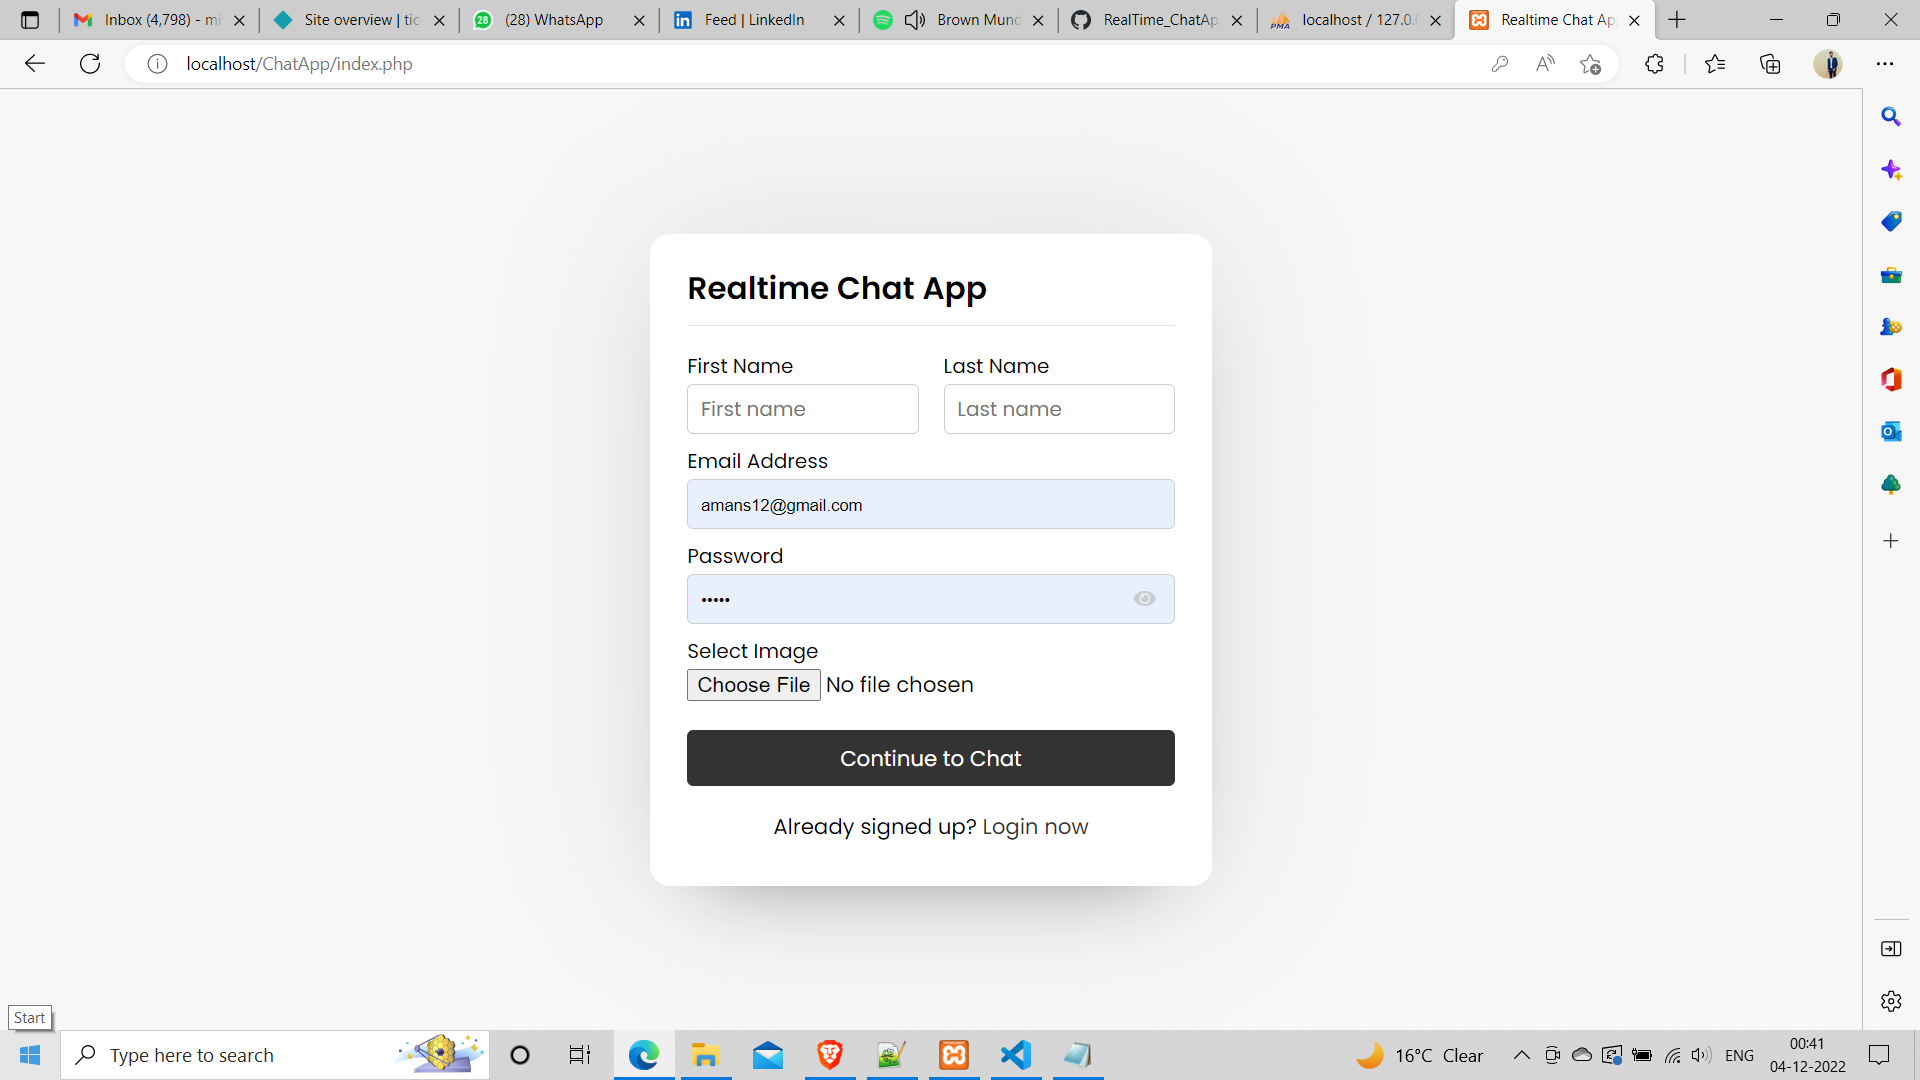 Inbox (4,798) - mi
Site overview | tic-
28
(28) WhatsApp
Feed | LinkedIn
Brown Mund
RealTime_ChatAp
PMA
localhost / 127.0.0
Realtime Chat Ap
localhost/ChatApp/index.php
Realtime Chat App
First Name
Last Name
First name
Last name
Email Address
amans12@gmail.com
Password
•••••
Select Image
Choose File No file chosen
Continue to Chat
Already signed up? Login now
Start
Type here to search
16°C Clear
ENG
00:41
04-12-2022